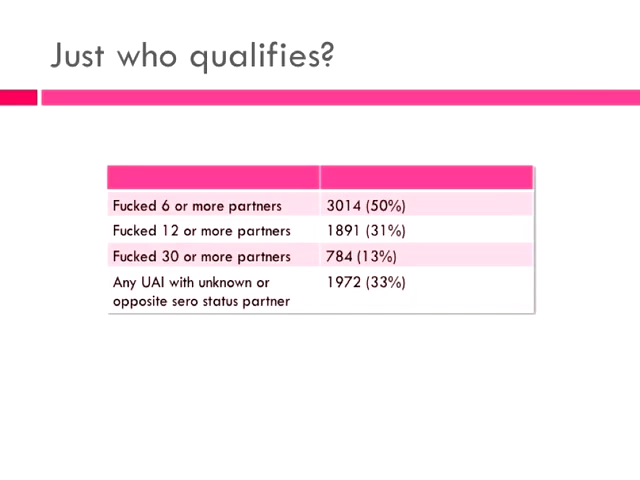 Just who qualifies?
Fucked 6 or more partners 3014 (50%)
Fucked 12 or more partners 1891 (31%)
Fucked 30 or more partners 784 (13%)
Any UAI with unknown or 1972 (33%)
opposite sero status partner